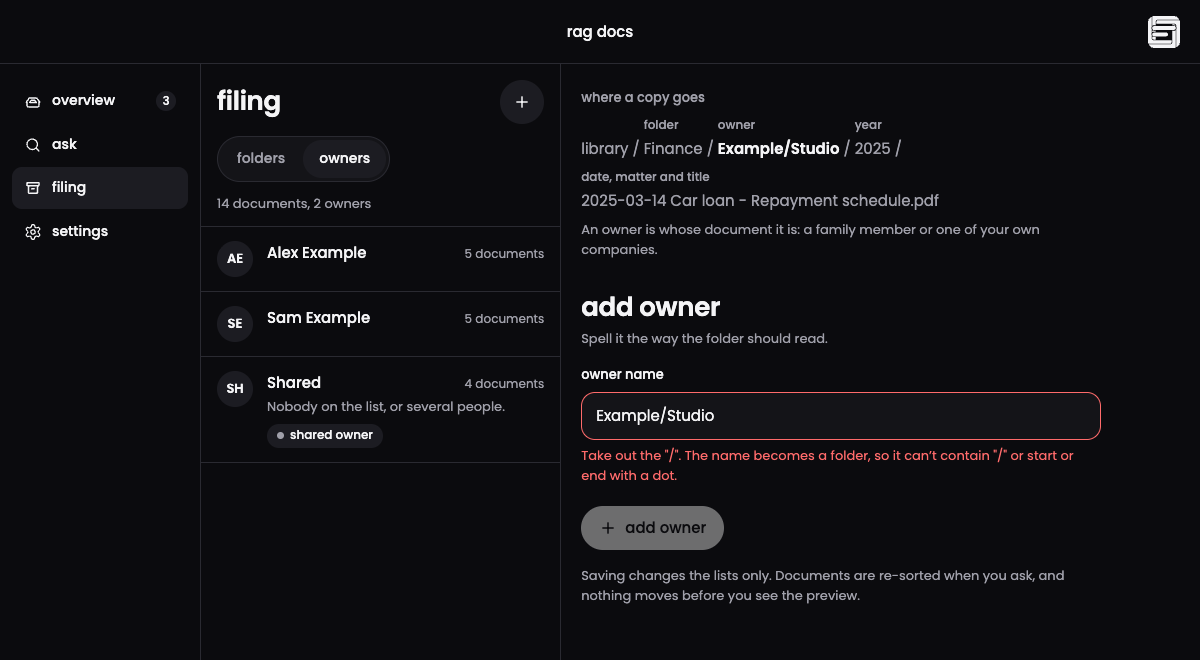 rag docs
overview 3
ask
filing
settings
filing
folders owners
14 documents, 2 owners
AE Alex Example 5 documents
SE Sam Example 5 documents
SH Shared 4 documents
Nobody on the list, or several people.
shared owner
where a copy goes
folder owner year
library / Finance / Example/Studio / 2025 /
date, matter and title
2025-03-14 Car loan - Repayment schedule.pdf
An owner is whose document it is: a family member or one of your own
companies.
add owner
Spell it the way the folder should read.
owner name
Example/Studio
Take out the "/". The name becomes a folder, so it can’t contain "/" or start or
end with a dot.
+ add owner
Saving changes the lists only. Documents are re-sorted when you ask, and
nothing moves before you see the preview.